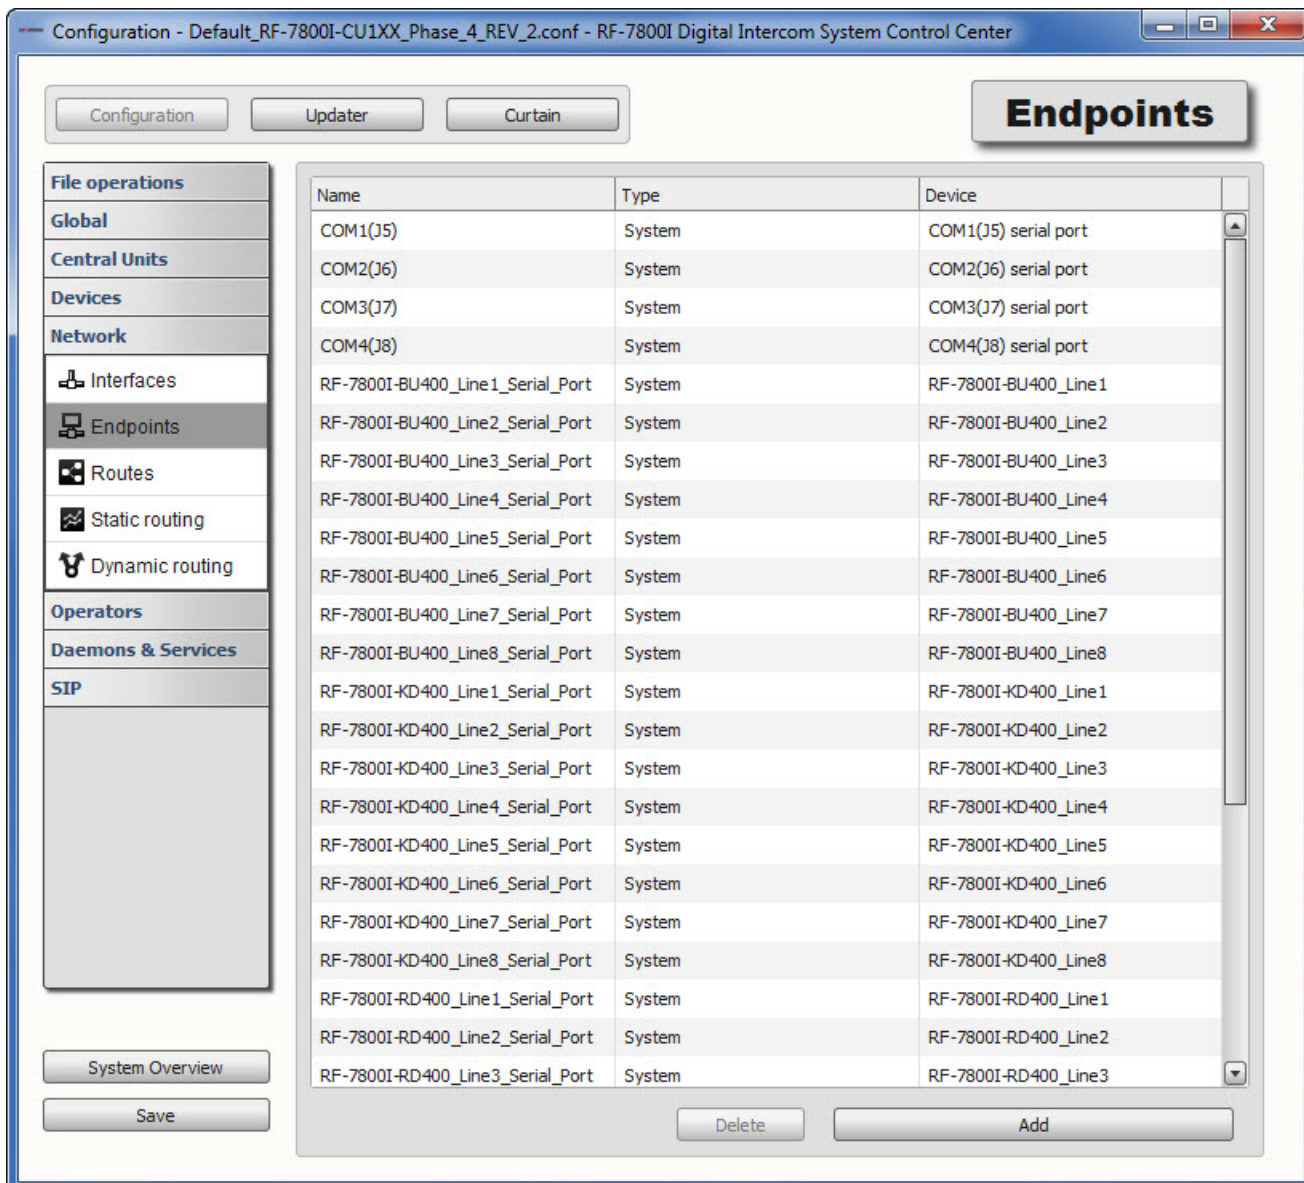 Configuration - Default_RF-7800I-CU1XX_Phase_4_REV_2.conf - RF-7800I Digital Intercom System Control Center
Configuration Updater Curtain
Endpoints
File operations
Global
Central Units
Devices
Network
Interfaces
Endpoints
Routes
Static routing
Dynamic routing
Operators
Daemons & Services
SIP
System Overview
Save
Name Type Device
COM1(J5) System COM1(J5) serial port
COM2(J6) System COM2(J6) serial port
COM3(J7) System COM3(J7) serial port
COM4(J8) System COM4(J8) serial port
RF-7800I-BU400_Line1_Serial_Port System RF-7800I-BU400_Line1
RF-7800I-BU400_Line2_Serial_Port System RF-7800I-BU400_Line2
RF-7800I-BU400_Line3_Serial_Port System RF-7800I-BU400_Line3
RF-7800I-BU400_Line4_Serial_Port System RF-7800I-BU400_Line4
RF-7800I-BU400_Line5_Serial_Port System RF-7800I-BU400_Line5
RF-7800I-BU400_Line6_Serial_Port System RF-7800I-BU400_Line6
RF-7800I-BU400_Line7_Serial_Port System RF-7800I-BU400_Line7
RF-7800I-BU400_Line8_Serial_Port System RF-7800I-BU400_Line8
RF-7800I-KD400_Line1_Serial_Port System RF-7800I-KD400_Line1
RF-7800I-KD400_Line2_Serial_Port System RF-7800I-KD400_Line2
RF-7800I-KD400_Line3_Serial_Port System RF-7800I-KD400_Line3
RF-7800I-KD400_Line4_Serial_Port System RF-7800I-KD400_Line4
RF-7800I-KD400_Line5_Serial_Port System RF-7800I-KD400_Line5
RF-7800I-KD400_Line6_Serial_Port System RF-7800I-KD400_Line6
RF-7800I-KD400_Line7_Serial_Port System RF-7800I-KD400_Line7
RF-7800I-KD400_Line8_Serial_Port System RF-7800I-KD400_Line8
RF-7800I-RD400_Line1_Serial_Port System RF-7800I-RD400_Line1
RF-7800I-RD400_Line2_Serial_Port System RF-7800I-RD400_Line2
RF-7800I-RD400_Line3_Serial_Port System RF-7800I-RD400_Line3
Delete Add